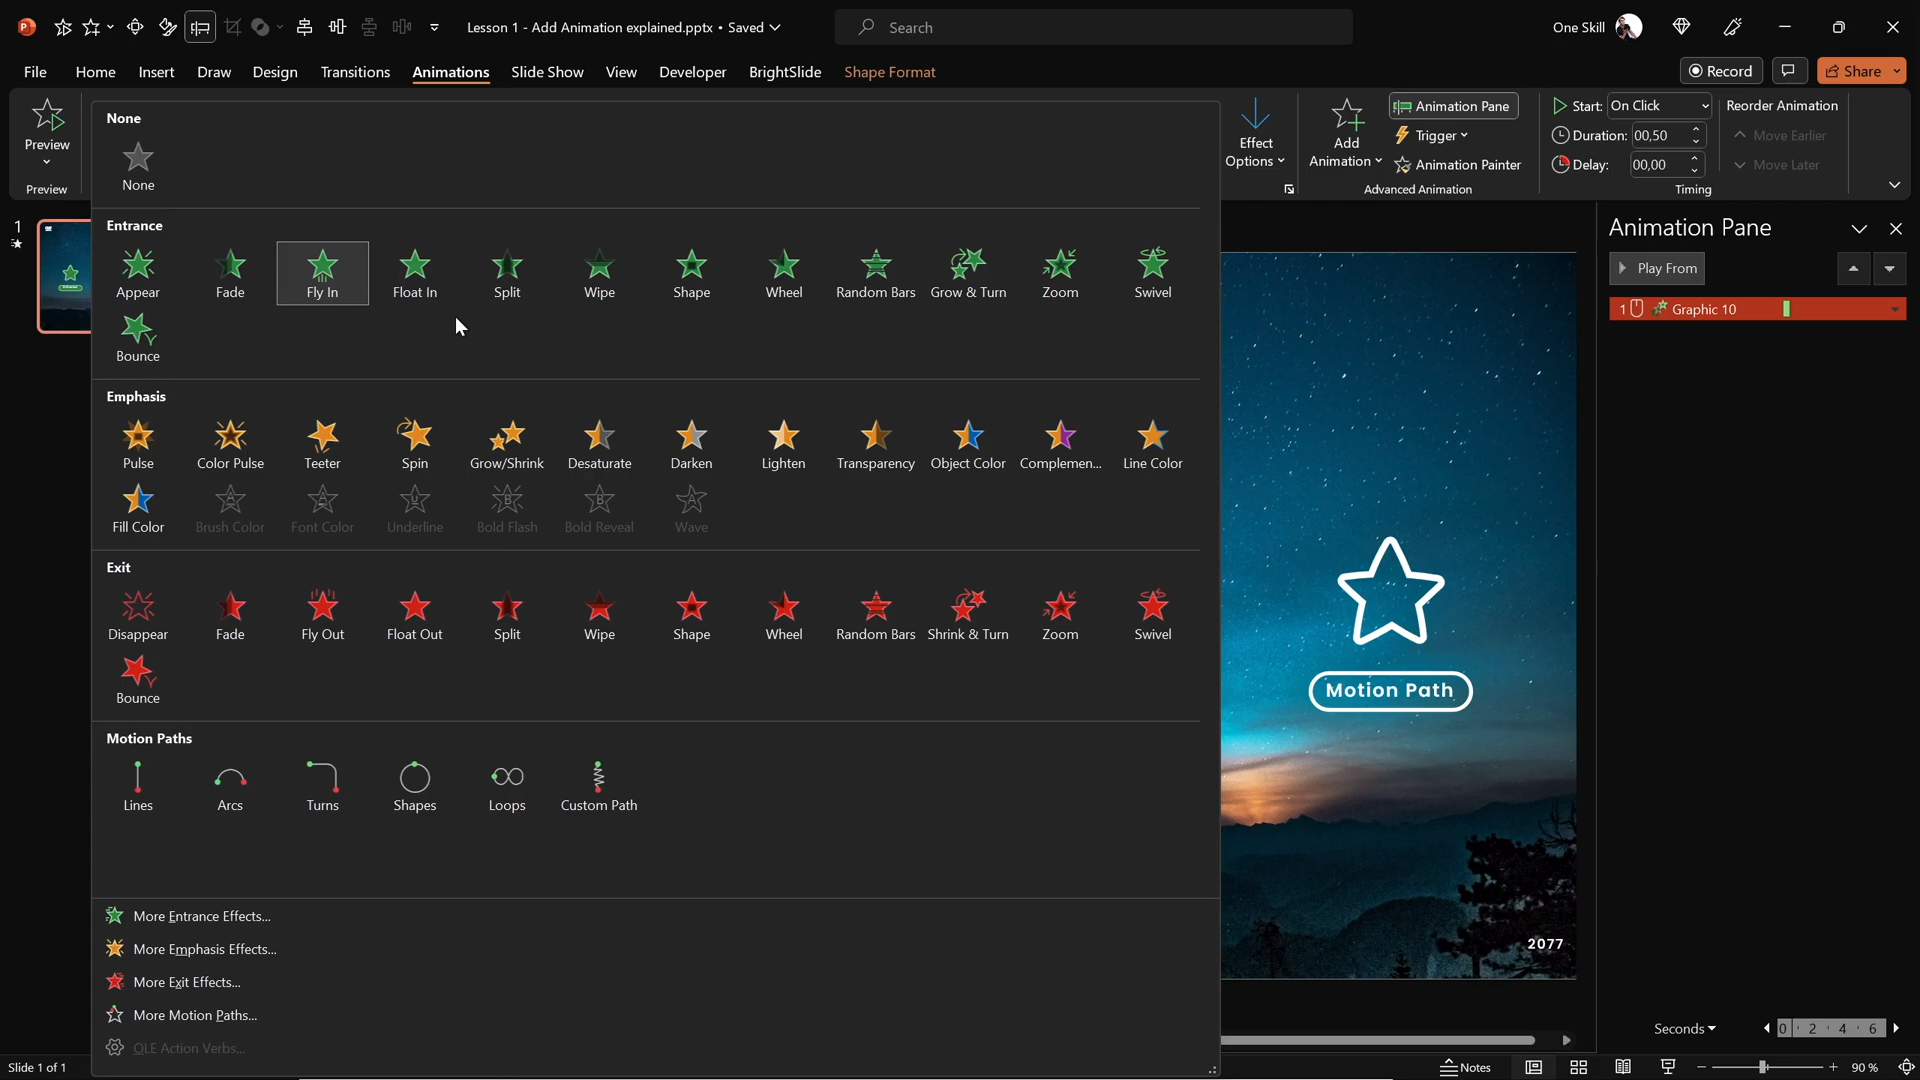 Lesson 1 - Add Animation explained.pptx • Saved
Search
One Skill
File Home Insert Draw Design Transitions Animations Slide Show View Developer BrightSlide Shape Format
Record
Share
Preview
Preview
None
None
Entrance
Appear Fade Fly In Float In Split Wipe Shape Wheel Random Bars Grow & Turn Zoom Swivel
Bounce
Emphasis
Pulse Color Pulse Teeter Spin Grow/Shrink Desaturate Darken Lighten Transparency Object Color Complemen... Line Color
Fill Color Brush Color Font Color Underline Bold Flash Bold Reveal Wave
Exit
Disappear Fade Fly Out Float Out Split Wipe Shape Wheel Random Bars Shrink & Turn Zoom Swivel
Bounce
Motion Paths
Lines Arcs Turns Shapes Loops Custom Path
More Entrance Effects...
More Emphasis Effects...
More Exit Effects...
More Motion Paths...
OLE Action Verbs...
Effect
Options
Add
Animation
Animation Pane
Trigger
Animation Painter
Advanced Animation
Start: On Click
Duration: 00,50
Delay: 00,00
Timing
Reorder Animation
Move Earlier
Move Later
1
Motion Path
2077
Animation Pane
Play From
1 Graphic 10
Seconds
0 2 4 6
Slide 1 of 1
Notes
90 %